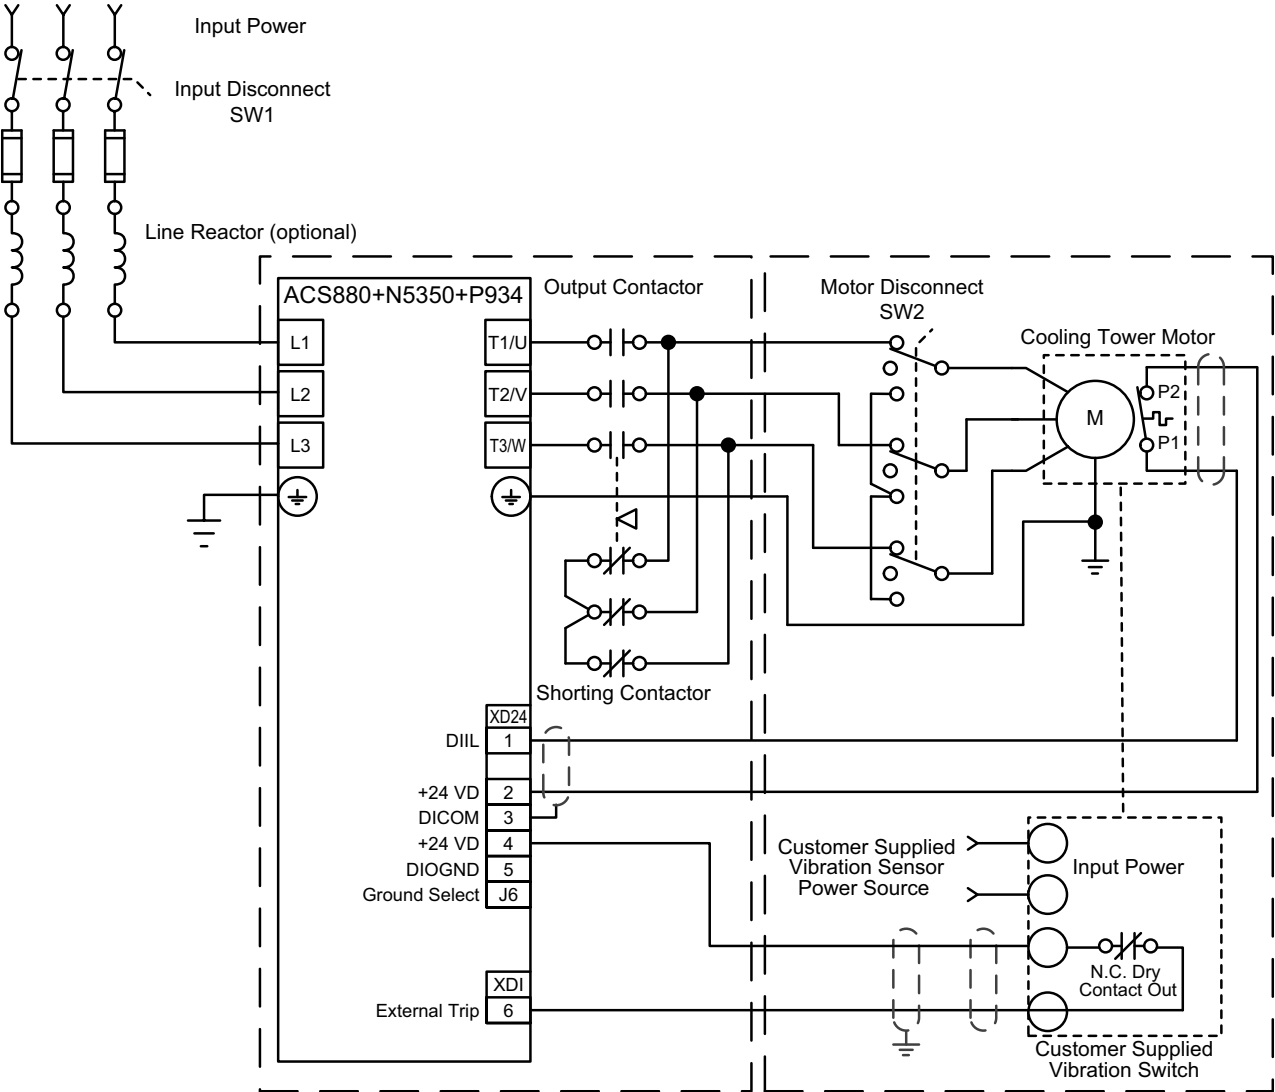 Input Power
Input Disconnect
SW1
Line Reactor (optional)
ACS880+N5350+P934
Output Contactor
Motor Disconnect
SW2
Cooling Tower Motor
L1
T1/U
L2
T2/V
L3
T3/W
M
P2
P1
Shorting Contactor
XD24
DIIL
1
+24 VD
2
DICOM
3
+24 VD
4
DIOGND
5
Ground Select
J6
XDI
External Trip
6
Customer Supplied
Vibration Sensor
Power Source
Input Power
N.C. Dry
Contact Out
Customer Supplied
Vibration Switch